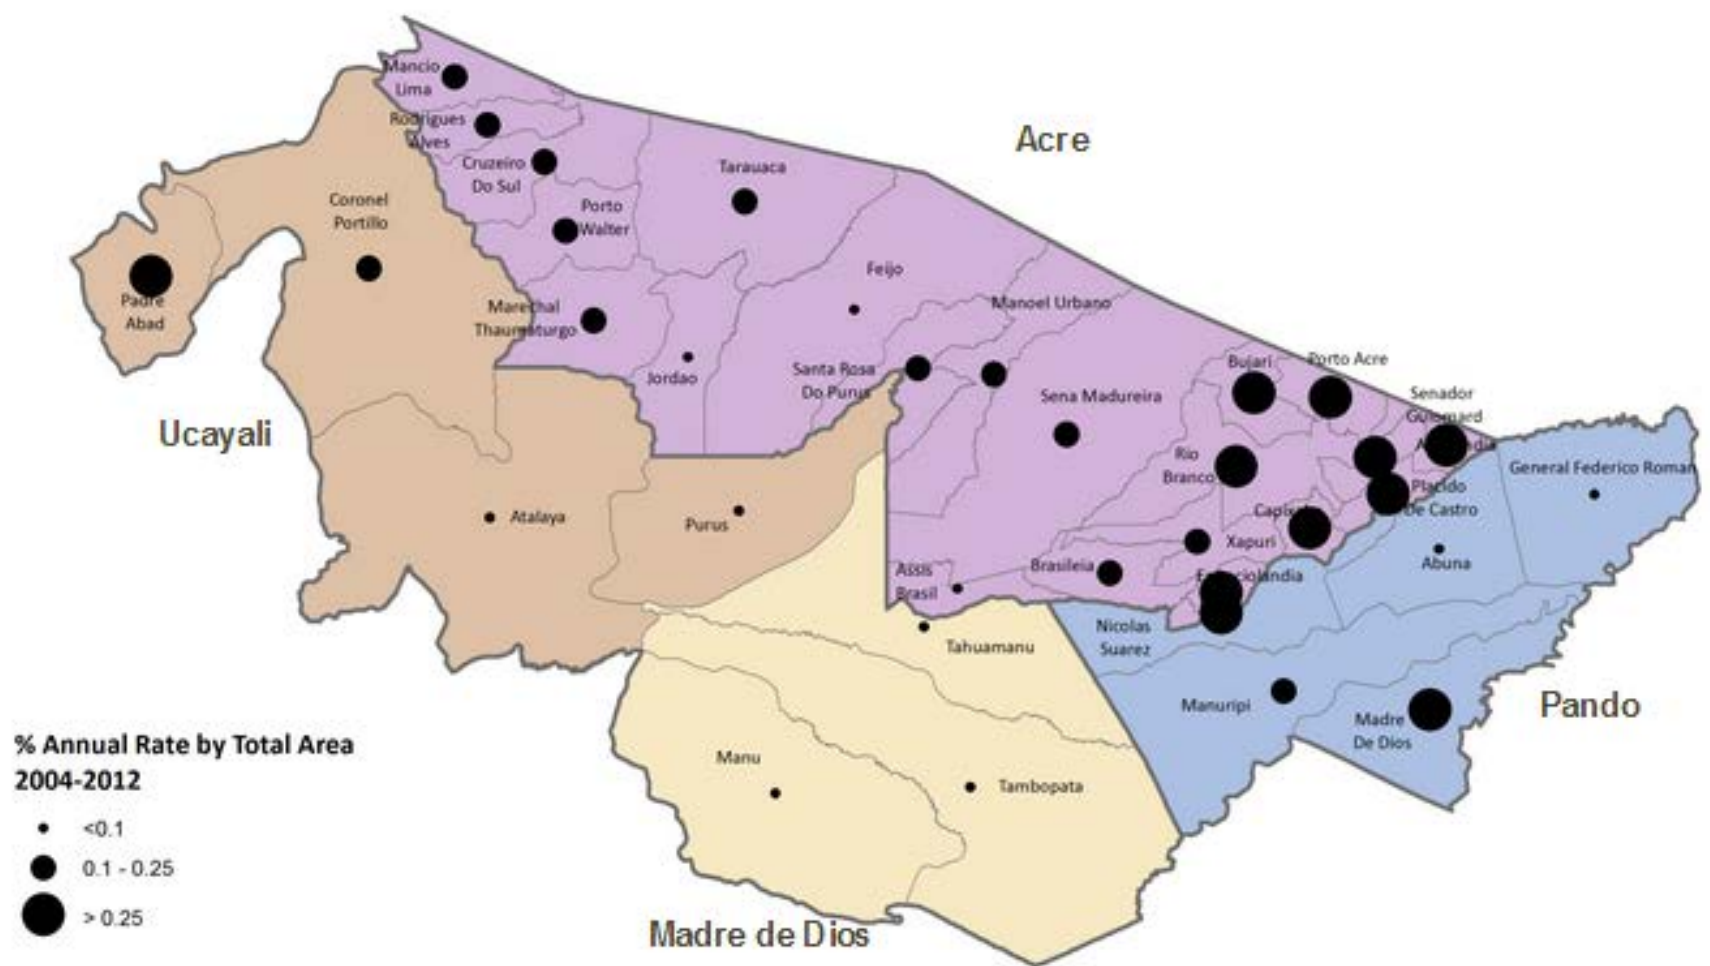 Mancio
Lima
Acre
Rodrigues
Alves
Cruzeiro
Do Sul
Tarauaca
Coronel
Portillo
Porto
Walter
Feijo
Padre
Abad
Marechal
Thaumaturgo
Manoel Urbano
Jordao
Santa Rosa
Do Purus
Bujari
Porto Acre
Sena Madureira
Senador
Guiomard
Ucayali
Rio
Branco
General Federico Roman
Placido
De Castro
Atalaya
Purus
Xapuri
Abuna
Assis
Brasil
Brasileia
Nicolas
Suarez
Tahuamanu
Manuripi
Madre
De Dios
Pando
% Annual Rate by Total Area
2004-2012
Manu
Tambopata
<0.1
0.1 - 0.25
> 0.25
Madre de Dios